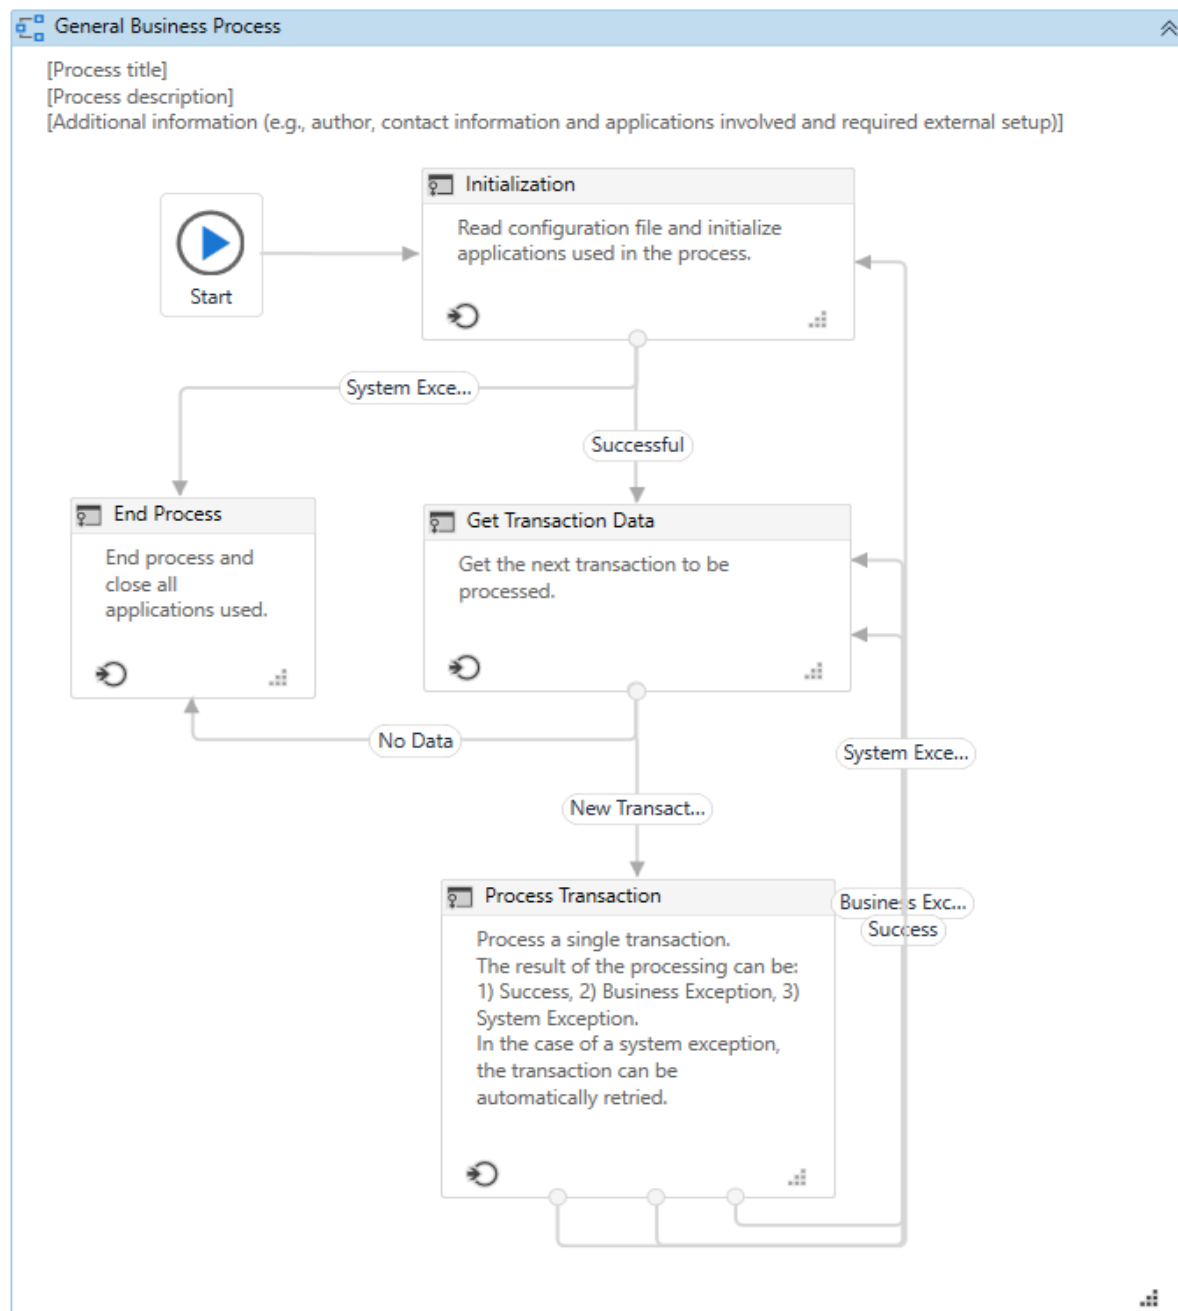 General Business Process
[Process title]
[Process description]
[Additional information (e.g., author, contact information and applications involved and required external setup)]
Initialization
Read configuration file and initialize
applications used in the process.
Start
System Exce...
Successful
End Process
End process and
close all
applications used.
Get Transaction Data
Get the next transaction to be
processed.
No Data
System Exce...
New Transact...
Process Transaction
Process a single transaction.
The result of the processing can be:
1) Success, 2) Business Exception, 3)
System Exception.
In the case of a system exception,
the transaction can be
automatically retried.
Business Exc...
Success